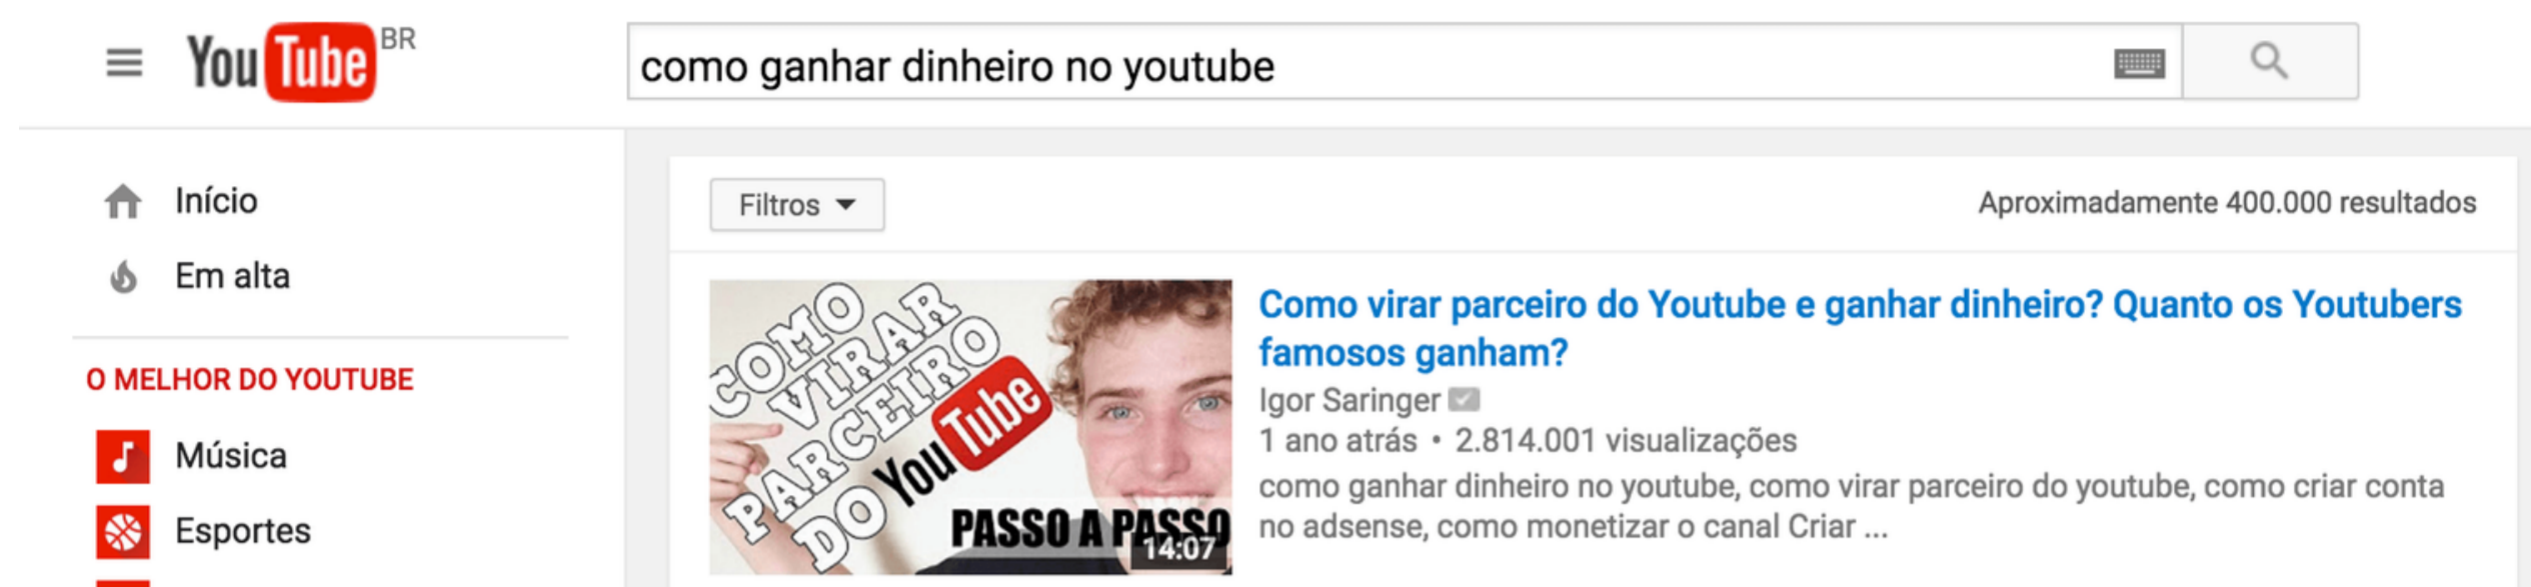 YouTube BR
como ganhar dinheiro no youtube
Início
Em alta
O MELHOR DO YOUTUBE
Música
Esportes
Filtros
Aproximadamente 400.000 resultados
COMO
VIRAR
PARCEIRO
DO YouTube
PASSO A PASSO
14:07
Como virar parceiro do Youtube e ganhar dinheiro? Quanto os Youtubers
famosos ganham?
Igor Saringer
1 ano atrás • 2.814.001 visualizações
como ganhar dinheiro no youtube, como virar parceiro do youtube, como criar conta
no adsense, como monetizar o canal Criar ...